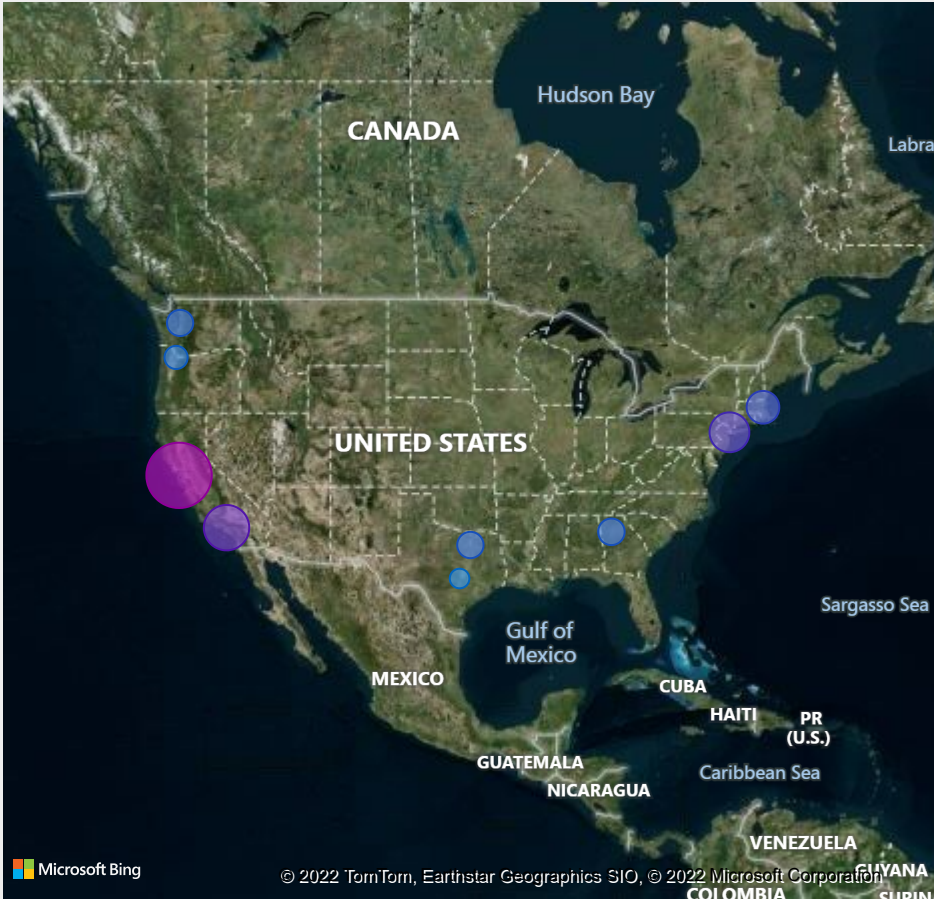 Hudson Bay
CANADA
Labra
UNITED STATES
Sargasso Sea
Gulf of
Mexico
MEXICO
CUBA
HAITI
PR
(U.S.)
GUATEMALA
Caribbean Sea
NICARAGUA
VENEZUELA
Microsoft Bing
© 2022 TomTom, Earthstar Geographics SIO, © 2022 Microsoft Corporation
GUYANA
COLOMBIA
SURIN